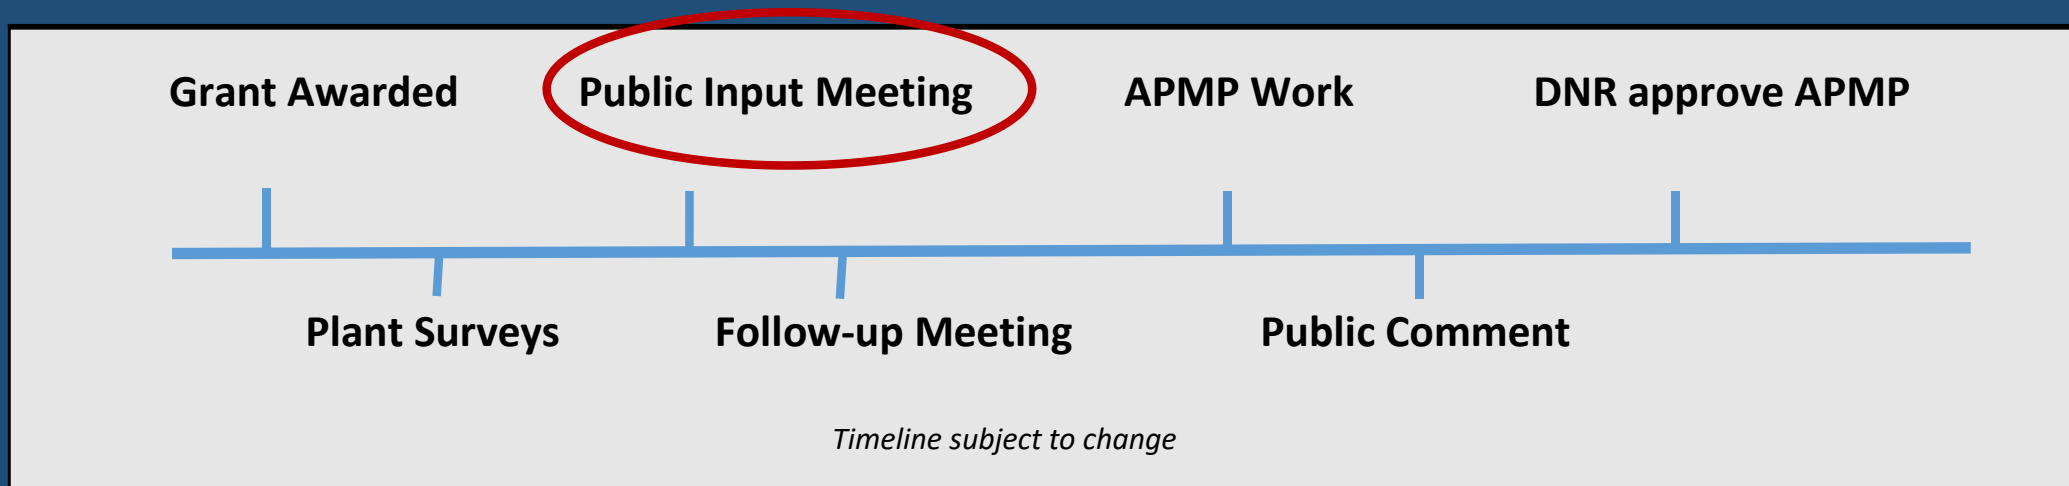 Grant Awarded
Public Input Meeting
APMP Work
DNR approve APMP
Plant Surveys
Follow-up Meeting
Public Comment
Timeline subject to change